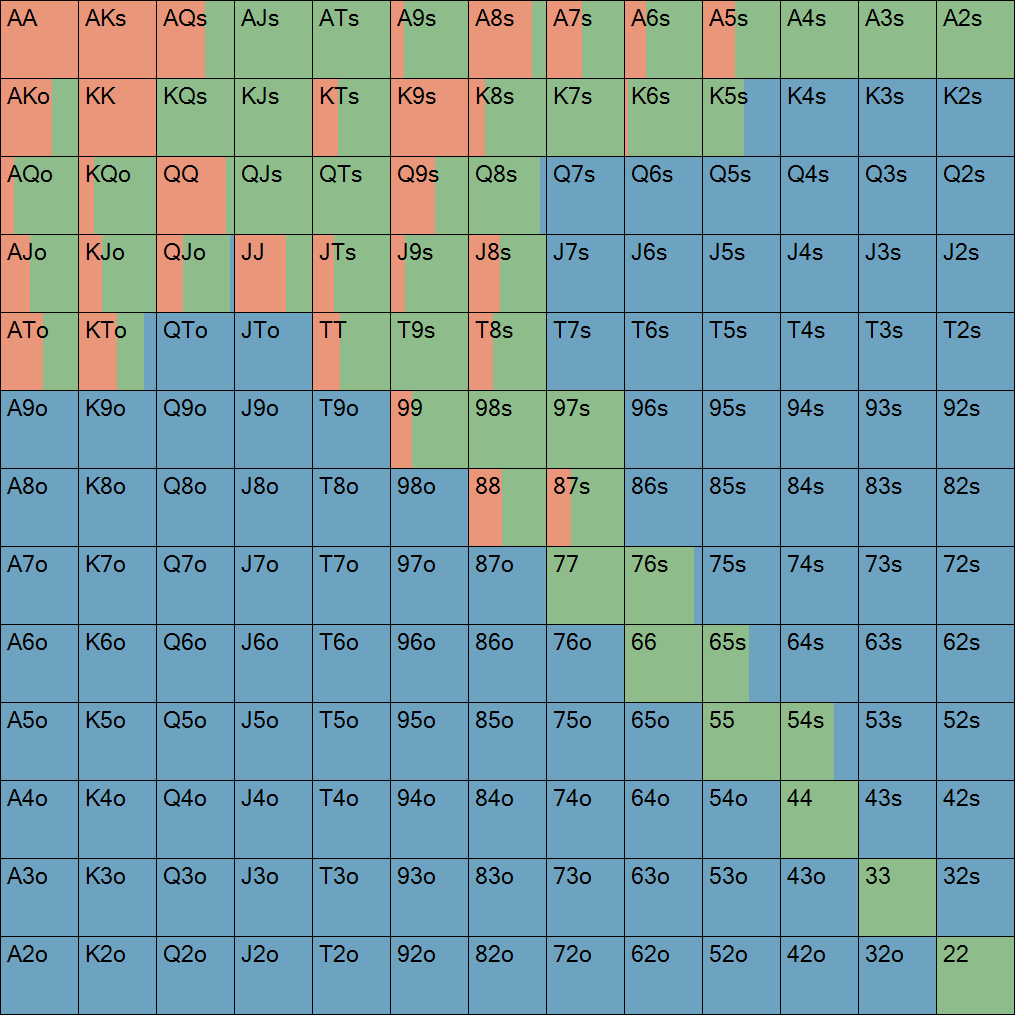 AA AKs AQs AJs ATs A9s A8s A7s A6s A5s A4s A3s A2s
AKo KK KQs KJs KTs K9s K8s K7s K6s K5s K4s K3s K2s
AQo KQo QQ QJs QTs Q9s Q8s Q7s Q6s Q5s Q4s Q3s Q2s
AJo KJo QJo JJ JTs J9s J8s J7s J6s J5s J4s J3s J2s
ATo KTo QTo JTo TT T9s T8s T7s T6s T5s T4s T3s T2s
A9o K9o Q9o J9o T9o 99 98s 97s 96s 95s 94s 93s 92s
A8o K8o Q8o J8o T8o 98o 88 87s 86s 85s 84s 83s 82s
A7o K7o Q7o J7o T7o 97o 87o 77 76s 75s 74s 73s 72s
A6o K6o Q6o J6o T6o 96o 86o 76o 66 65s 64s 63s 62s
A5o K5o Q5o J5o T5o 95o 85o 75o 65o 55 54s 53s 52s
A4o K4o Q4o J4o T4o 94o 84o 74o 64o 54o 44 43s 42s
A3o K3o Q3o J3o T3o 93o 83o 73o 63o 53o 43o 33 32s
A2o K2o Q2o J2o T2o 92o 82o 72o 62o 52o 42o 32o 22